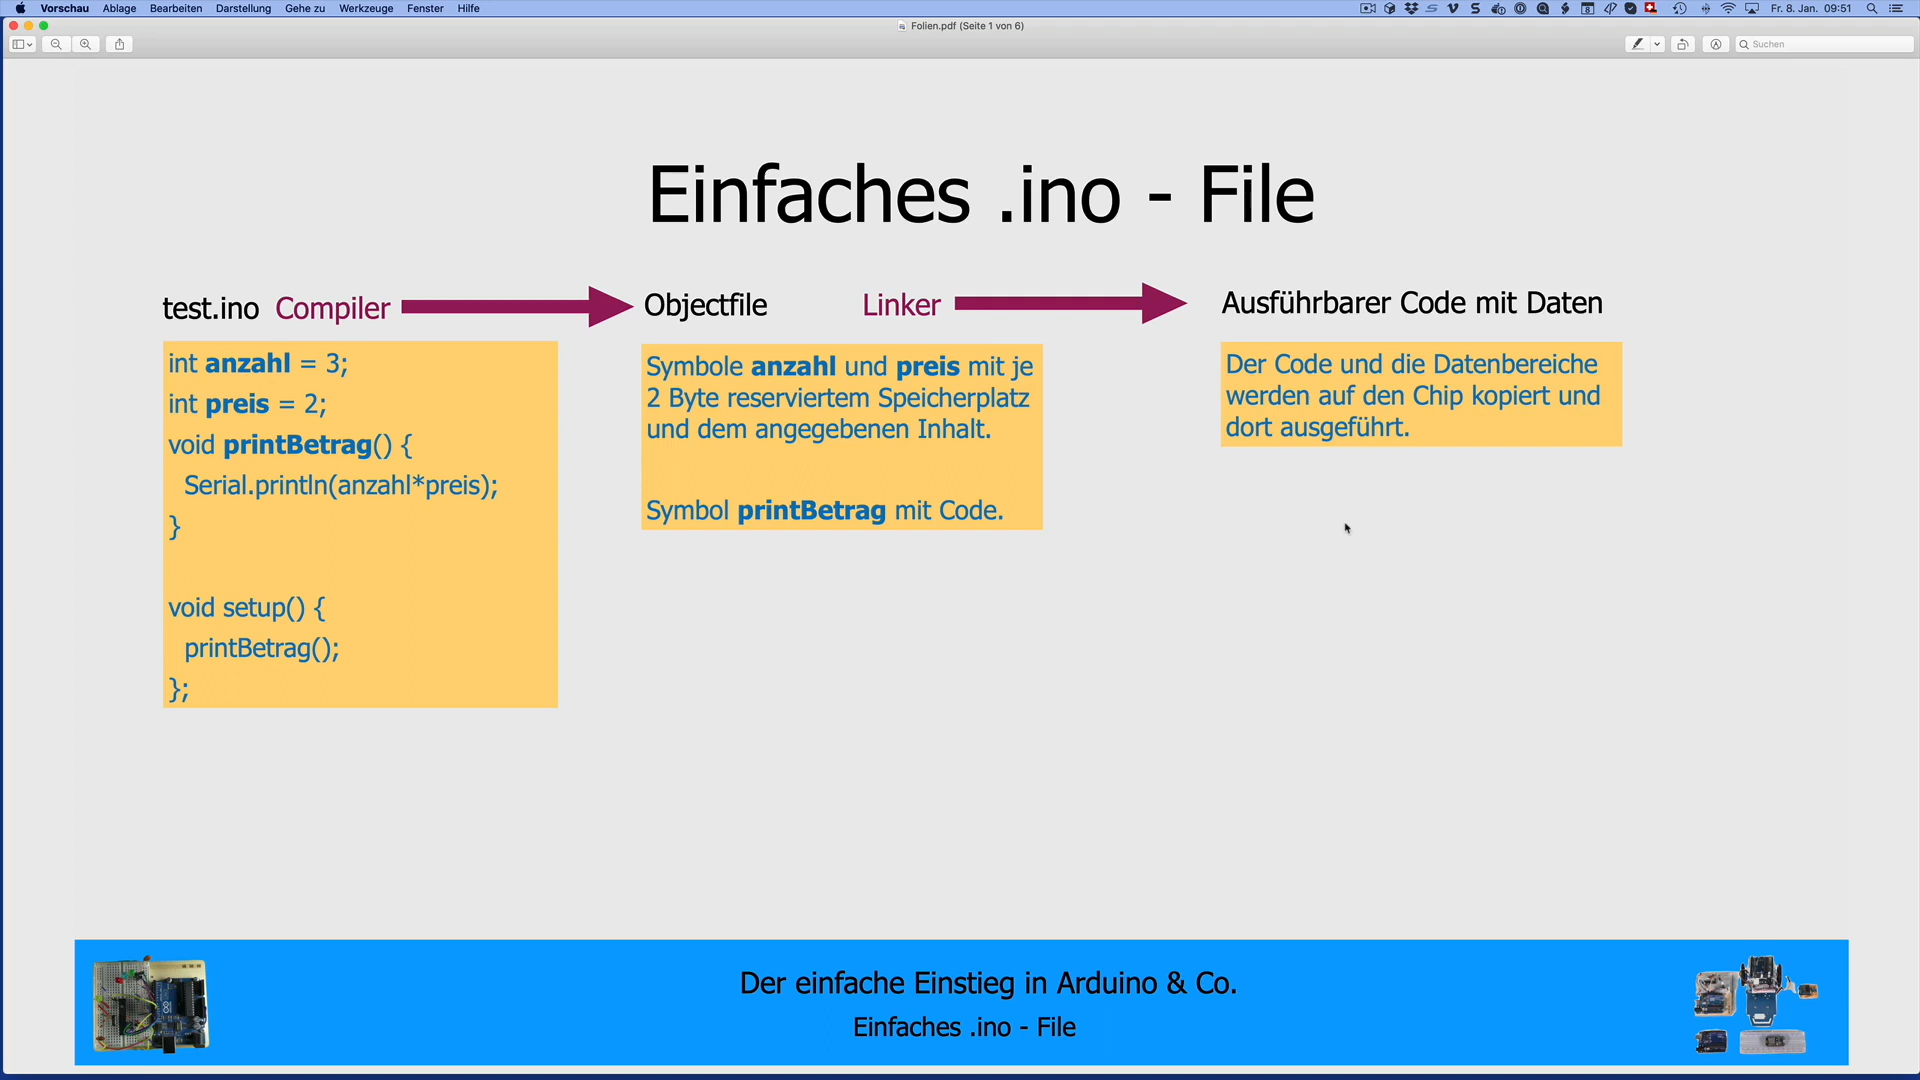 Vorschau Ablage Bearbeiten Darstellung Gehe zu Werkzeuge Fenster Hilfe
Fr. 8. Jan. 09:51
Folien.pdf (Seite 1 von 6)
Suchen
Einfaches .ino - File
test.ino Compiler
Objectfile
Linker
Ausführbarer Code mit Daten
int anzahl = 3;
int preis = 2;
void printBetrag() {
Serial.println(anzahl*preis);
}
void setup() {
printBetrag();
};
Symbole anzahl und preis mit je
2 Byte reserviertem Speicherplatz
und dem angegebenen Inhalt.
Symbol printBetrag mit Code.
Der Code und die Datenbereiche
werden auf den Chip kopiert und
dort ausgeführt.
Der einfache Einstieg in Arduino & Co.
Einfaches .ino - File